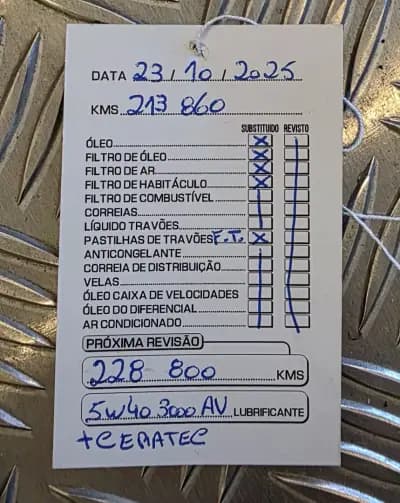 DATA 23 / 10 / 2025
KMS 213 860
SUBSTITUIDO REVISTO
ÓLEO X
FILTRO DE ÓLEO X
FILTRO DE AR X
FILTRO DE HABITÁCULO X
FILTRO DE COMBUSTÍVEL
CORREIAS
LÍQUIDO TRAVÕES
PASTILHAS DE TRAVÕES F.T. X
ANTICONGELANTE
CORREIA DE DISTRIBUIÇÃO
VELAS
ÓLEO CAIXA DE VELOCIDADES
ÓLEO DO DIFERENCIAL
AR CONDICIONADO
PRÓXIMA REVISÃO
228 800 KMS
5W40 3000 AV LUBRIFICANTE
+CERATEC